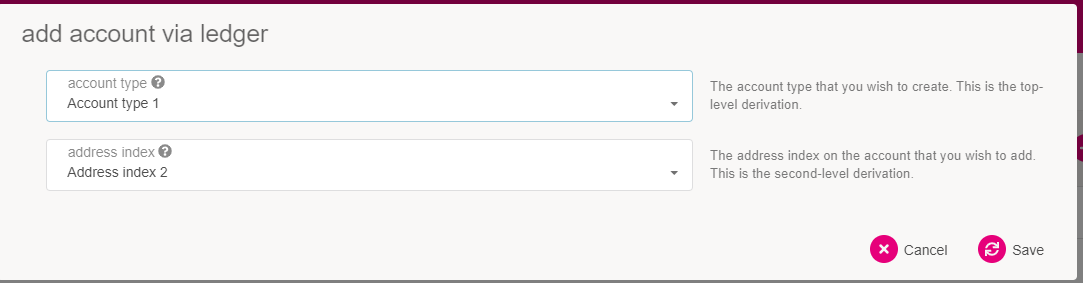 add account via ledger
account type
Account type 1
The account type that you wish to create. This is the top-
level derivation.
address index
Address index 2
The address index on the account that you wish to add.
This is the second-level derivation.
Cancel
Save